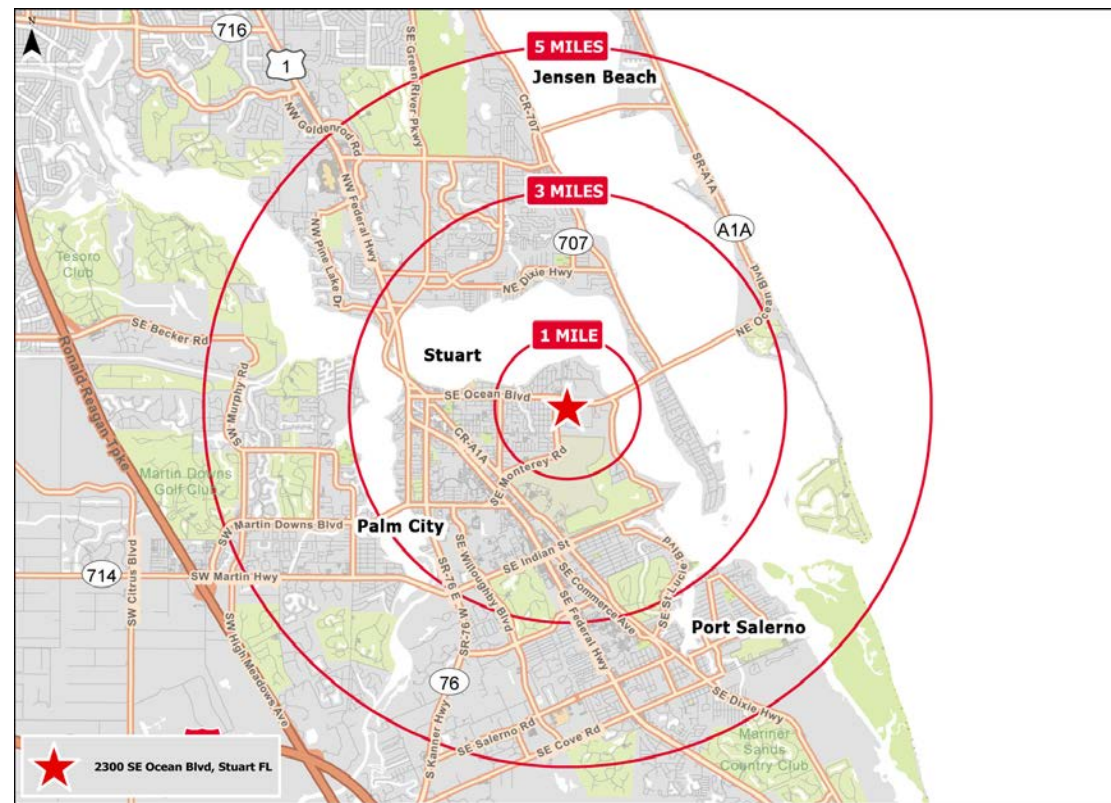 N
716
1
SE Green River Pkwy
5 MILES
Jensen Beach
CR-707
NW Goldenrod Rd
SR-A1A
NW Federal Hwy
3 MILES
A1A
707
Tesoro
Club
NW Pine Lake Dr
NE Dixie Hwy
NE Ocean Blvd
SE Becker Rd
1 MILE
Stuart
Ronald Reagan Tpke
SW Murphy Rd
SE Ocean Blvd
CR-A1A
SE Monterey Rd
Martin Downs
Golf Club
SW Martin Downs Blvd
Palm City
SE Indian St
SE St Lucie Blvd
714
SW Citrus Blvd
SW Martin Hwy
SR-76 E
SE Willoughby Blvd
SE Commerce Ave
SE Federal Hwy
Port Salerno
SW High Meadows Ave
SR-76
76
SE Dixie Hwy
S Kanner Hwy
SE Salerno Rd
SE Cove Rd
Mariner
Sands
Country Club
2300 SE Ocean Blvd, Stuart FL